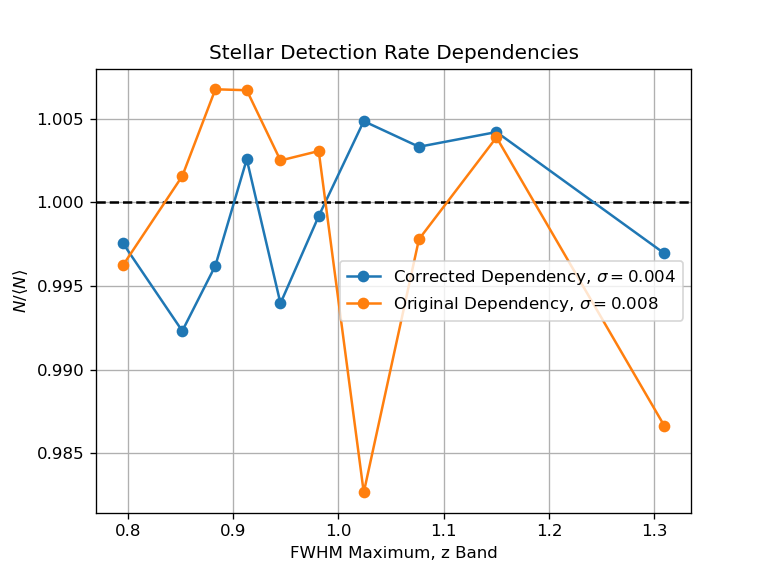 Stellar Detection Rate Dependencies
1.005
1.000
0.995
0.990
0.985
N/⟨N⟩
Corrected Dependency, σ = 0.004
Original Dependency, σ = 0.008
0.8 0.9 1.0 1.1 1.2 1.3
FWHM Maximum, z Band